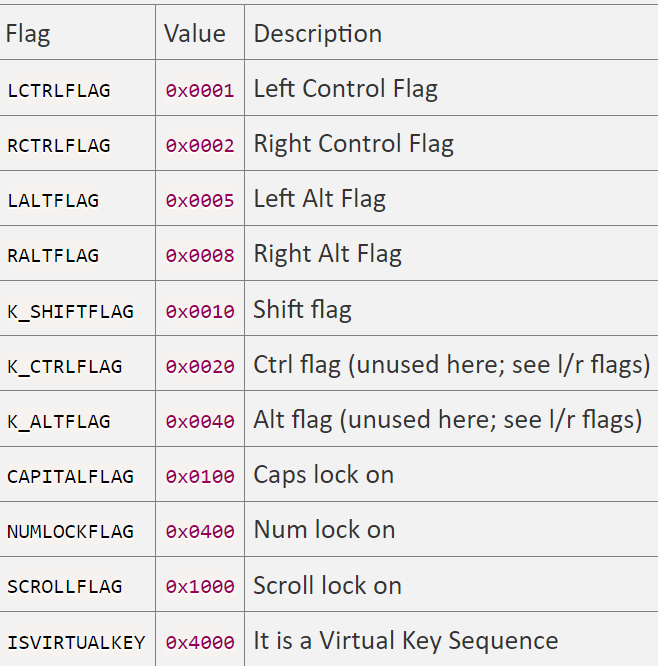 Flag Value Description
LCTRLFLAG 0x0001 Left Control Flag
RCTRLFLAG 0x0002 Right Control Flag
LALTFLAG 0x0005 Left Alt Flag
RALTFLAG 0x0008 Right Alt Flag
K_SHIFTFLAG 0x0010 Shift flag
K_CTRLFLAG 0x0020 Ctrl flag (unused here; see l/r flags)
K_ALTFLAG 0x0040 Alt flag (unused here; see l/r flags)
CAPITALFLAG 0x0100 Caps lock on
NUMLOCKFLAG 0x0400 Num lock on
SCROLLFLAG 0x1000 Scroll lock on
ISVIRTUALKEY 0x4000 It is a Virtual Key Sequence